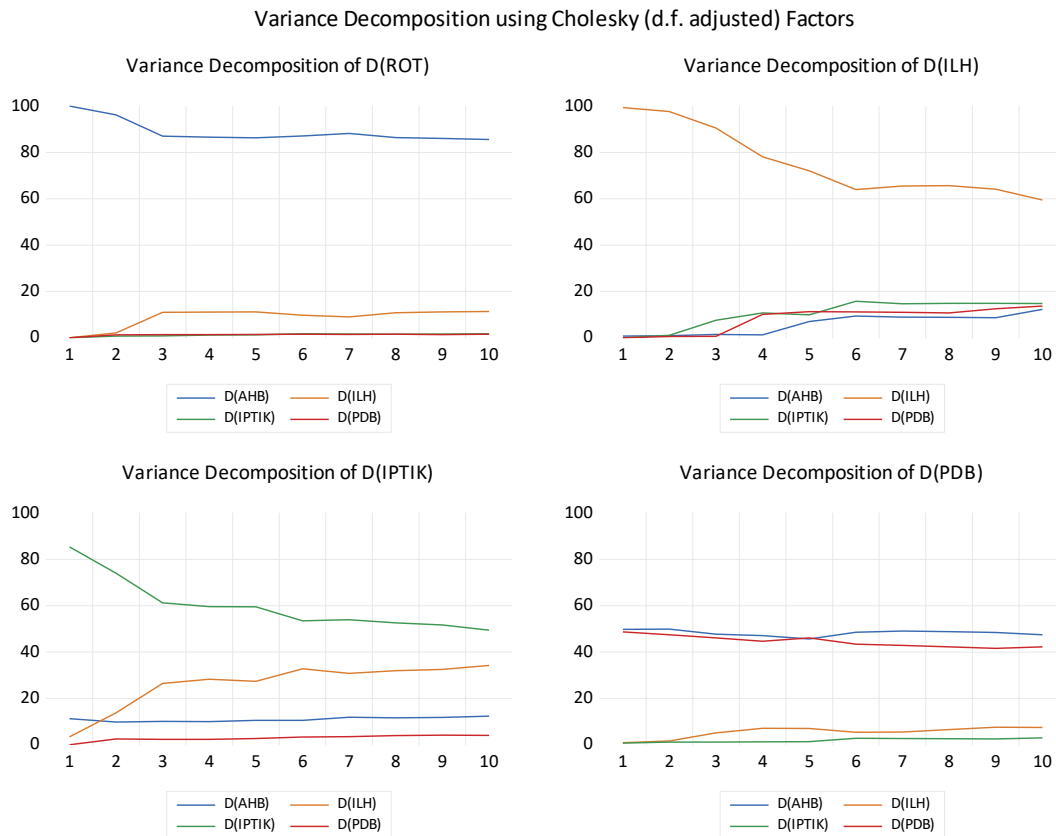 Variance Decomposition using Cholesky (d.f. adjusted) Factors
Variance Decomposition of D(ROT)
100
80
60
40
20
0
1 2 3 4 5 6 7 8 9 10
D(AHB) D(ILH)
D(IPTIK) D(PDB)
Variance Decomposition of D(ILH)
100
80
60
40
20
0
1 2 3 4 5 6 7 8 9 10
D(AHB) D(ILH)
D(IPTIK) D(PDB)
Variance Decomposition of D(IPTIK)
100
80
60
40
20
0
1 2 3 4 5 6 7 8 9 10
D(AHB) D(ILH)
D(IPTIK) D(PDB)
Variance Decomposition of D(PDB)
100
80
60
40
20
0
1 2 3 4 5 6 7 8 9 10
D(AHB) D(ILH)
D(IPTIK) D(PDB)